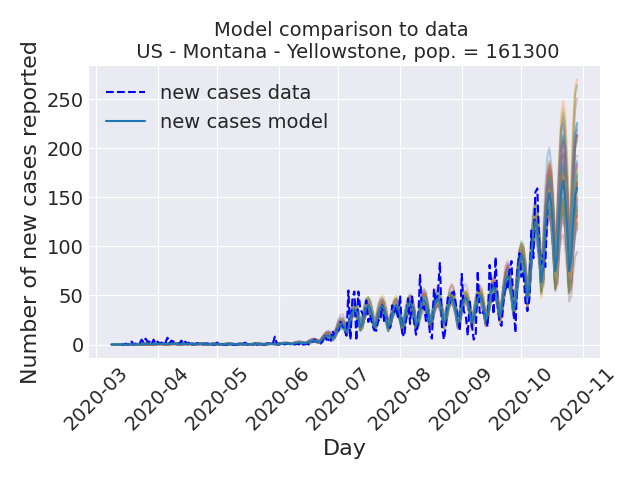 Model comparison to data
US - Montana - Yellowstone, pop. = 161300
Number of new cases reported
250
200
150
100
50
0
new cases data
new cases model
2020-03
2020-04
2020-05
2020-06
2020-07
2020-08
2020-09
2020-10
2020-11
Day